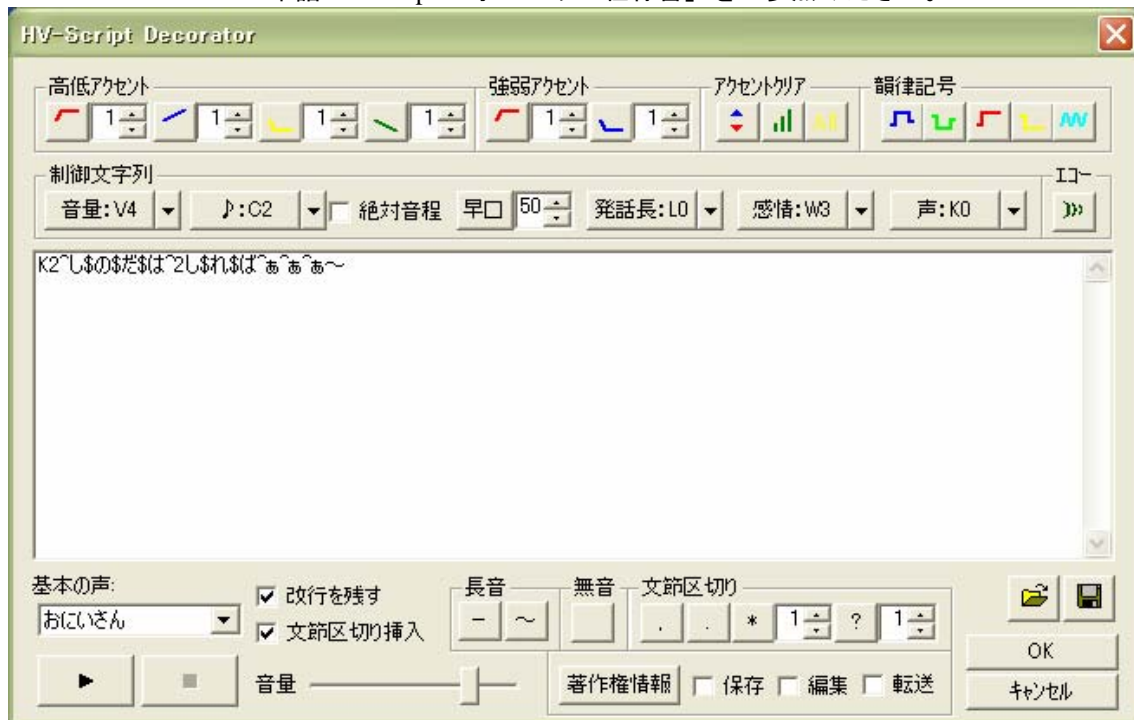 HV-Script Decorator
高低アクセント 強弱アクセント アクセントクリア 韻律記号
1 1 1 1 1 1
制御文字列 エコー
音量:V4 ♪:C2 絶対音程 早口 50 発話長:L0 感情:W3 声:K0
K2^し$の$だ$は^2し$れ$ば^ぁ^ぁ^ぁ～
基本の声:
改行を残す 長音 無音 文節区切り
おにいさん 文節区切り挿入 - ～ , . * 1 ? 1
OK
音量 著作権情報 保存 編集 転送 キャンセル